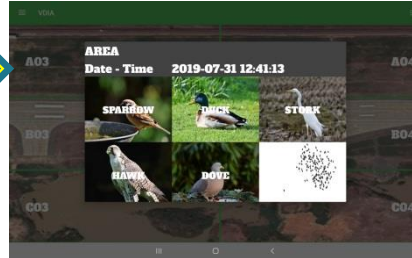 VDIA
AREA
Date - Time 2019-07-31 12:41:13
A03
A04
SPARROW DUCK STORK
B03
B04
HAWK DOVE
C03
C04